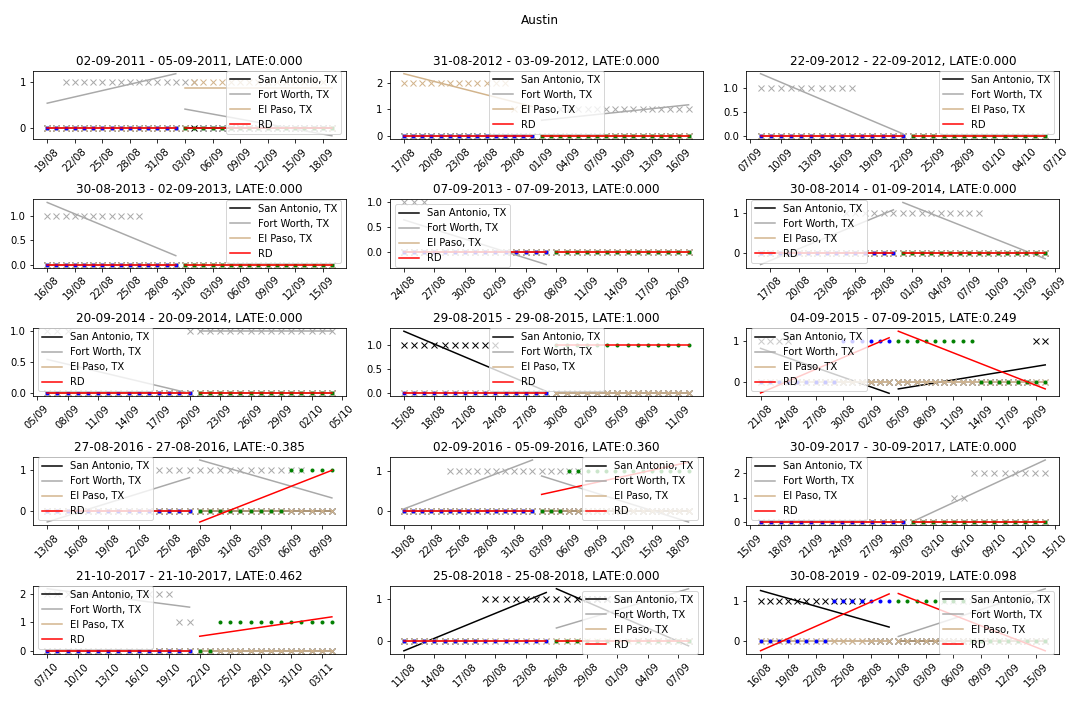 Austin
02-09-2011 - 05-09-2011, LATE:0.000
31-08-2012 - 03-09-2012, LATE:0.000
22-09-2012 - 22-09-2012, LATE:0.000
1
0
San Antonio, TX
Fort Worth, TX
El Paso, TX
RD
19/08 22/08 25/08 28/08 31/08 03/09 06/09 09/09 12/09 15/09 18/09
2
1
0
San Antonio, TX
Fort Worth, TX
El Paso, TX
RD
17/08 20/08 23/08 26/08 29/08 01/09 04/09 07/09 10/09 13/09 16/09
1.0
0.5
0.0
San Antonio, TX
Fort Worth, TX
El Paso, TX
RD
07/09 10/09 13/09 16/09 19/09 22/09 25/09 28/09 01/10 04/10 07/10
30-08-2013 - 02-09-2013, LATE:0.000
07-09-2013 - 07-09-2013, LATE:0.000
30-08-2014 - 01-09-2014, LATE:0.000
1.0
0.5
0.0
San Antonio, TX
Fort Worth, TX
El Paso, TX
RD
16/08 19/08 22/08 25/08 28/08 31/08 03/09 06/09 09/09 12/09 15/09
1.0
0.5
0.0
San Antonio, TX
Fort Worth, TX
El Paso, TX
RD
24/08 27/08 30/08 02/09 05/09 08/09 11/09 14/09 17/09 20/09
1
0
San Antonio, TX
Fort Worth, TX
El Paso, TX
RD
17/08 20/08 23/08 26/08 29/08 01/09 04/09 07/09 10/09 13/09 16/09
20-09-2014 - 20-09-2014, LATE:0.000
29-08-2015 - 29-08-2015, LATE:1.000
04-09-2015 - 07-09-2015, LATE:0.249
1.0
0.5
0.0
San Antonio, TX
Fort Worth, TX
El Paso, TX
RD
05/09 08/09 11/09 14/09 17/09 20/09 23/09 26/09 29/09 02/10 05/10
1.0
0.5
0.0
San Antonio, TX
Fort Worth, TX
El Paso, TX
RD
15/08 18/08 21/08 24/08 27/08 30/08 02/09 05/09 08/09 11/09
1
0
San Antonio, TX
Fort Worth, TX
El Paso, TX
RD
21/08 24/08 27/08 30/08 02/09 05/09 08/09 11/09 14/09 17/09 20/09
27-08-2016 - 27-08-2016, LATE:-0.385
02-09-2016 - 05-09-2016, LATE:0.360
30-09-2017 - 30-09-2017, LATE:0.000
1
0
San Antonio, TX
Fort Worth, TX
El Paso, TX
RD
13/08 16/08 19/08 22/08 25/08 28/08 31/08 03/09 06/09 09/09
1
0
San Antonio, TX
Fort Worth, TX
El Paso, TX
RD
19/08 22/08 25/08 28/08 31/08 03/09 06/09 09/09 12/09 15/09 18/09
2
1
0
San Antonio, TX
Fort Worth, TX
El Paso, TX
RD
15/09 18/09 21/09 24/09 27/09 30/09 03/10 06/10 09/10 12/10 15/10
21-10-2017 - 21-10-2017, LATE:0.462
25-08-2018 - 25-08-2018, LATE:0.000
30-08-2019 - 02-09-2019, LATE:0.098
2
1
0
San Antonio, TX
Fort Worth, TX
El Paso, TX
RD
07/10 10/10 13/10 16/10 19/10 22/10 25/10 28/10 31/10 03/11
1
0
San Antonio, TX
Fort Worth, TX
El Paso, TX
RD
11/08 14/08 17/08 20/08 23/08 26/08 29/08 01/09 04/09 07/09
1
0
San Antonio, TX
Fort Worth, TX
El Paso, TX
RD
16/08 19/08 22/08 25/08 28/08 31/08 03/09 06/09 09/09 12/09 15/09